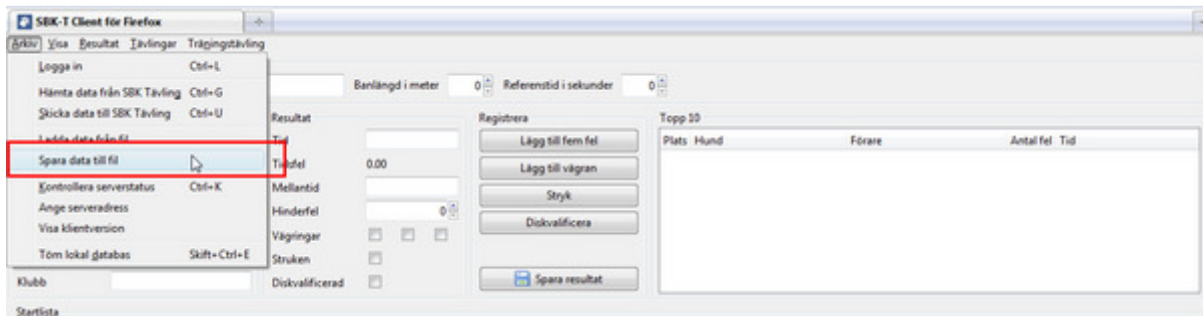 SBK-T Client för Firefox
Arkiv Visa Resultat Tävlingar Träningstävling
Logga in Ctrl+L
Hämta data från SBK Tävling Ctrl+G
Skicka data till SBK Tävling Ctrl+U
Ladda data från fil
Spara data till fil
Kontrollera serverstatus Ctrl+K
Ange serveradress
Visa klientversion
Töm lokal databas Skift+Ctrl+E
Klubb
Banlängd i meter 0 Referenstid i sekunder 0
Resultat
Tid
Tidsfel 0.00
Mellantid
Hinderfel 0
Vägringar
Struken
Diskvalificerad
Registrera
Lägg till fem fel
Lägg till vägran
Stryk
Diskvalificera
Spara resultat
Topp 10
Plats Hund Förare Antal fel Tid
Startlista